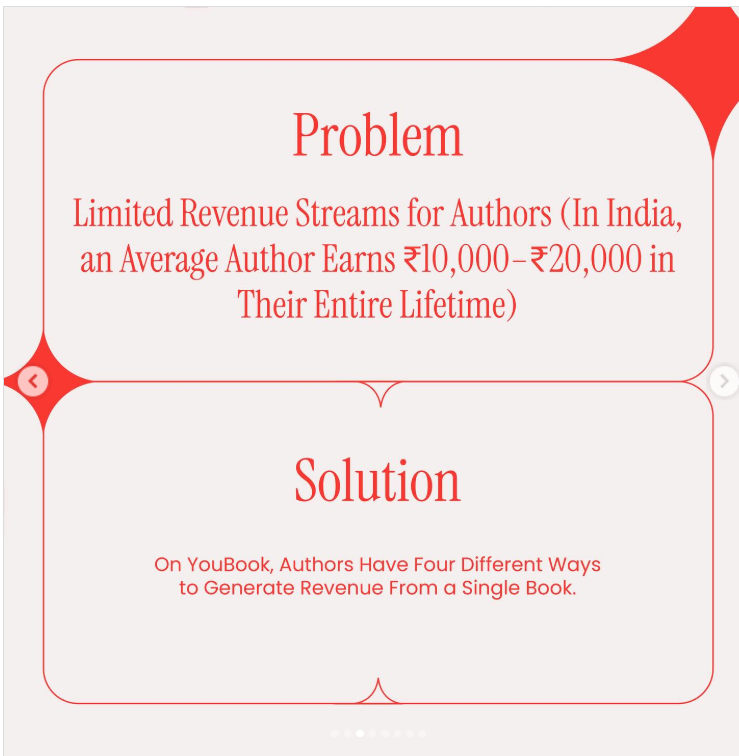 Problem
Limited Revenue Streams for Authors (In India,
an Average Author Earns ₹10,000–₹20,000 in
Their Entire Lifetime)
Solution
On YouBook, Authors Have Four Different Ways
to Generate Revenue From a Single Book.